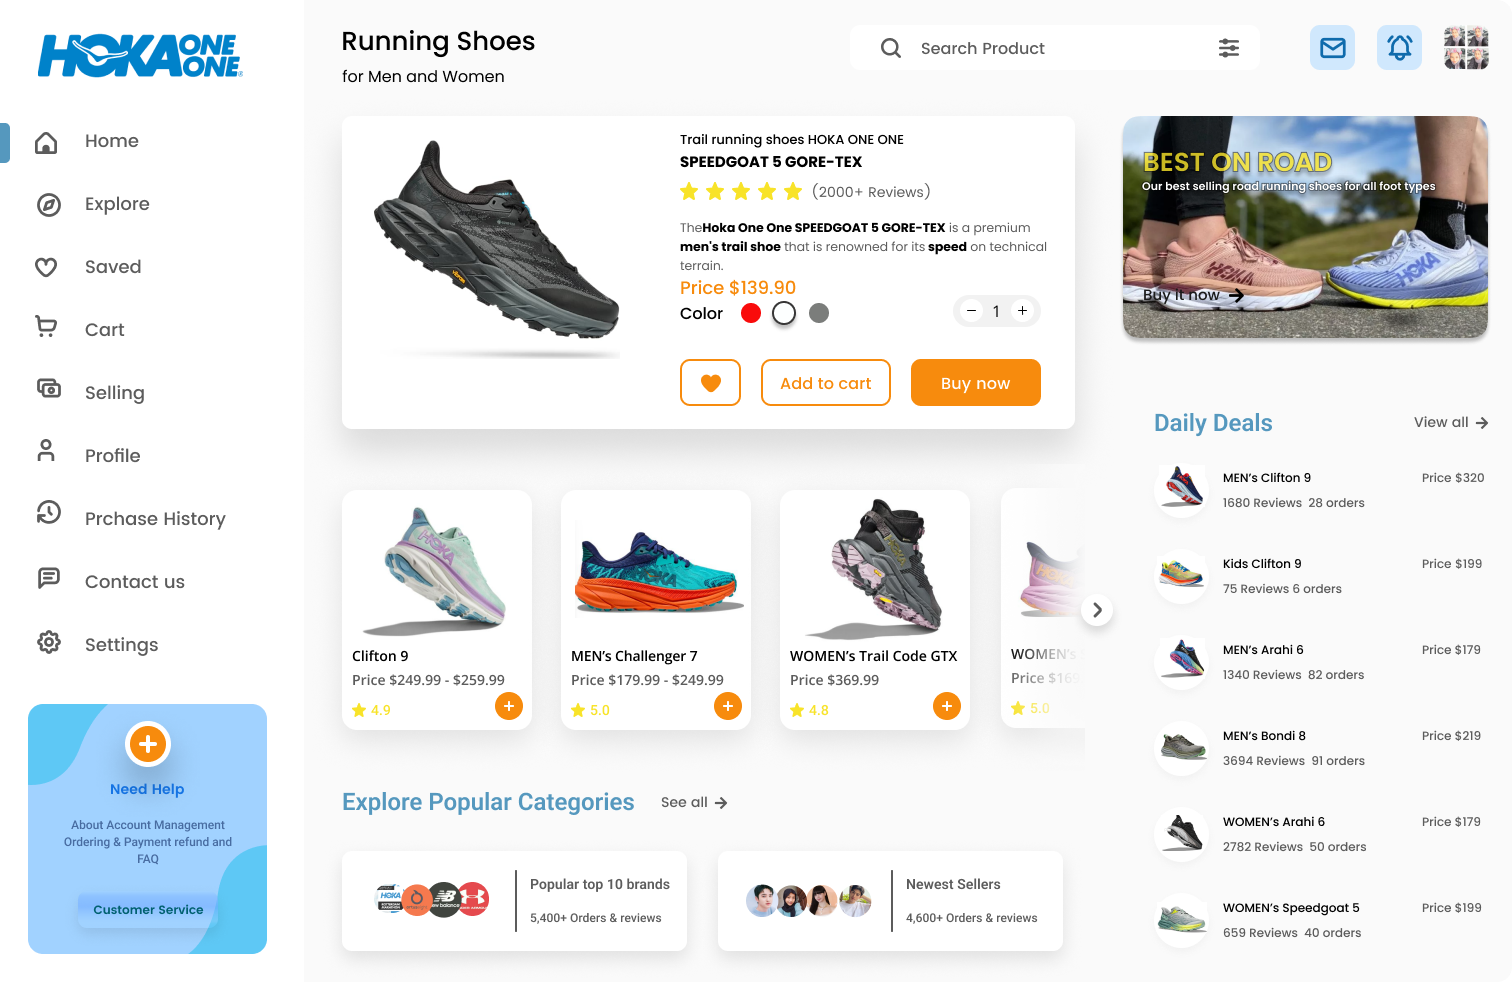 HOKA ONE ONE
Home
Explore
Saved
Cart
Selling
Profile
Prchase History
Contact us
Settings
Need Help
About Account Management
Ordering & Payment refund and
FAQ
Customer Service
Running Shoes
for Men and Women
Search Product
Trail running shoes HOKA ONE ONE
SPEEDGOAT 5 GORE-TEX
(2000+ Reviews)
TheHoka One One SPEEDGOAT 5 GORE-TEX is a premium
men's trail shoe that is renowned for its speed on technical
terrain.
Price $139.90
Color
1
Add to cart
Buy now
BEST ON ROAD
Our best selling road running shoes for all foot types
HOKA
HOKA
Buy it now
HOKA
Clifton 9
Price $249.99 - $259.99
4.9
HOKA
MEN's Challenger 7
Price $179.99 - $249.99
5.0
WOMEN's Trail Code GTX
Price $369.99
4.8
WOMEN's
Price $169.
5.0
Explore Popular Categories
See all
HOKA
new balance
Popular top 10 brands
5,400+ Orders & reviews
Newest Sellers
4,600+ Orders & reviews
Daily Deals
View all
MEN's Clifton 9
Price $320
1680 Reviews 28 orders
Kids Clifton 9
Price $199
75 Reviews 6 orders
MEN's Arahi 6
Price $179
1340 Reviews 82 orders
MEN's Bondi 8
Price $219
3694 Reviews 91 orders
WOMEN's Arahi 6
Price $179
2782 Reviews 50 orders
WOMEN's Speedgoat 5
Price $199
659 Reviews 40 orders